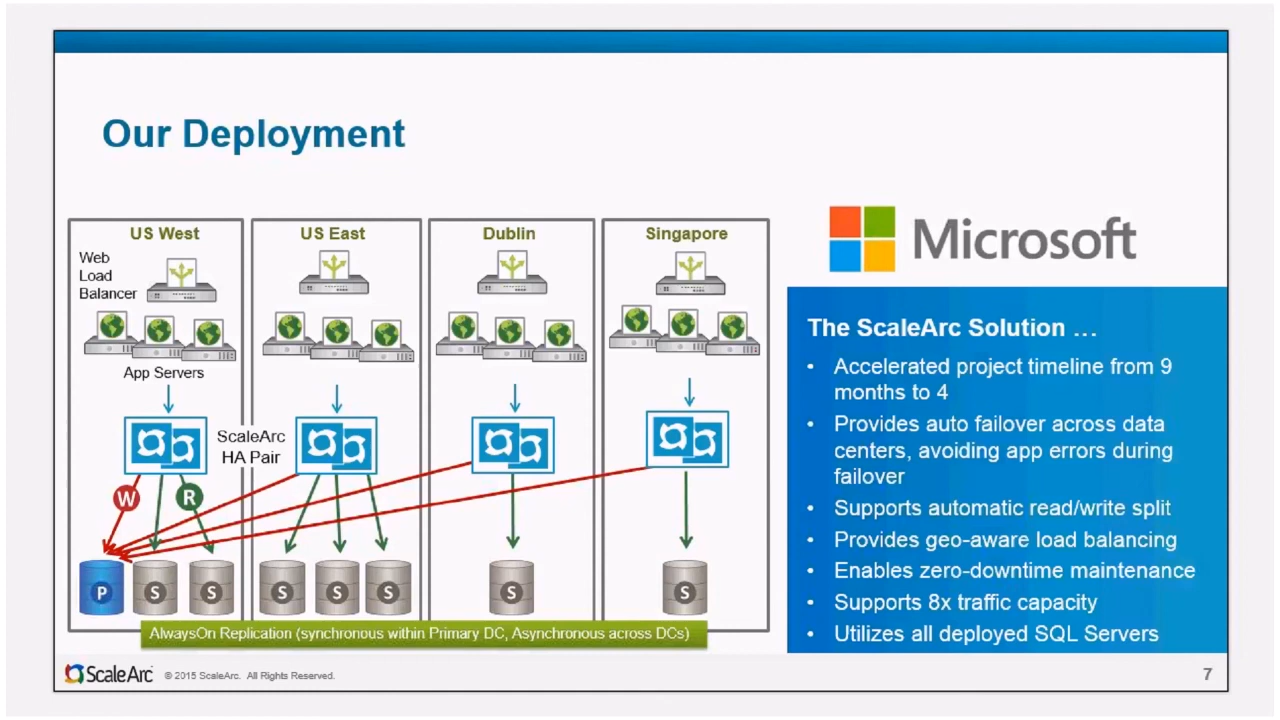 Our Deployment
US West
US East
Dublin
Singapore
Web
Load
Balancer
App Servers
ScaleArc
HA Pair
W
R
P
S
S
S
S
S
S
S
AlwaysOn Replication (synchronous within Primary DC, Asynchronous across DCs)
Microsoft
The ScaleArc Solution …
• Accelerated project timeline from 9
months to 4
• Provides auto failover across data
centers, avoiding app errors during
failover
• Supports automatic read/write split
• Provides geo-aware load balancing
• Enables zero-downtime maintenance
• Supports 8x traffic capacity
• Utilizes all deployed SQL Servers
ScaleArc
© 2015 ScaleArc. All Rights Reserved.
7